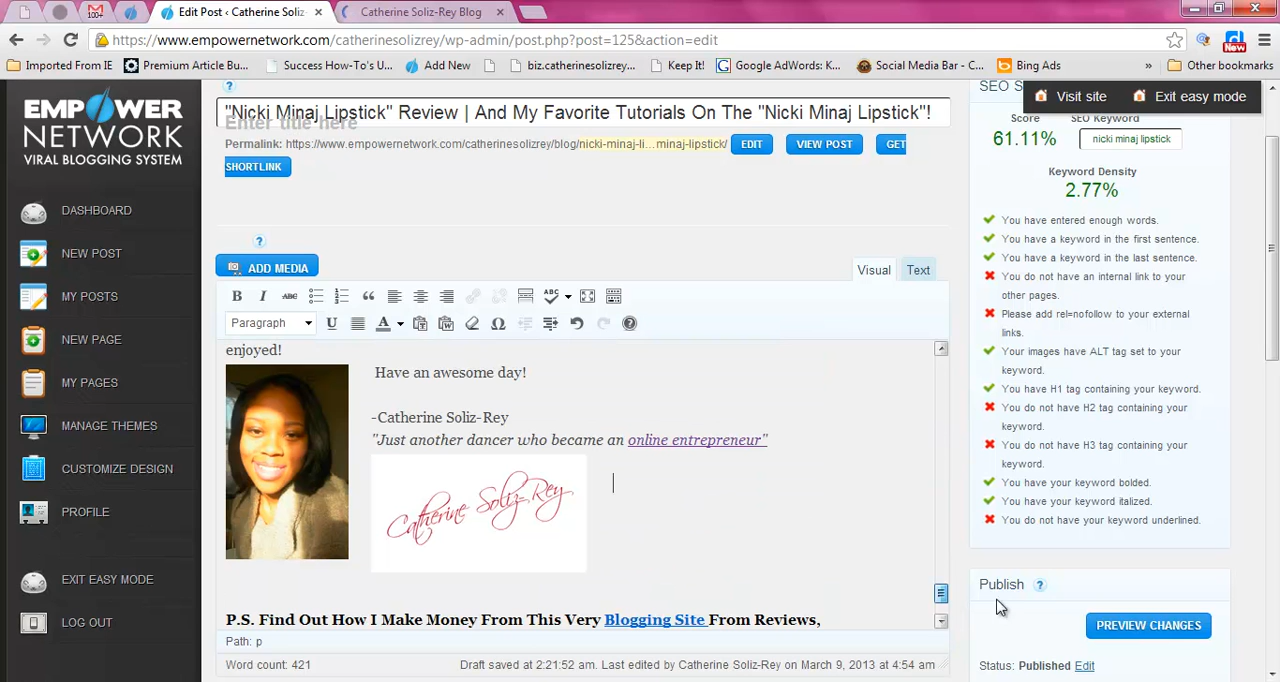 100+
Edit Post ‹ Catherine Soliz-
Catherine Soliz-Rey Blog
https://www.empowernetwork.com/catherinesolizrey/wp-admin/post.php?post=125&action=edit
New
Imported From IE
Premium Article Bu...
Success How-To's U...
Add New
biz.catherinesolizrey...
Keep It!
Google AdWords: K...
Social Media Bar - C...
Bing Ads
»
Other bookmarks
EMPOWER
NETWORK
VIRAL BLOGGING SYSTEM
DASHBOARD
NEW POST
MY POSTS
NEW PAGE
MY PAGES
MANAGE THEMES
CUSTOMIZE DESIGN
PROFILE
EXIT EASY MODE
LOG OUT
Visit site
Exit easy mode
"Nicki Minaj Lipstick" Review | And My Favorite Tutorials On The "Nicki Minaj Lipstick"!
Enter title here
Permalink: https://www.empowernetwork.com/catherinesolizrey/blog/nicki-minaj-li...minaj-lipstick/ EDIT VIEW POST GET
SHORTLINK
ADD MEDIA
Visual Text
B I ABC ABC
Paragraph U A
enjoyed!
Have an awesome day!
-Catherine Soliz-Rey
"Just another dancer who became an online entrepreneur"
Catherine Soliz-Rey
P.S. Find Out How I Make Money From This Very Blogging Site From Reviews,
Path: p
Word count: 421
Draft saved at 2:21:52 am. Last edited by Catherine Soliz-Rey on March 9, 2013 at 4:54 am
SEO S
Score SEO Keyword
61.11% nicki minaj lipstick
Keyword Density
2.77%
You have entered enough words.
You have a keyword in the first sentence.
You have a keyword in the last sentence.
You do not have an internal link to your
other pages.
Please add rel=nofollow to your external
links.
Your images have ALT tag set to your
keyword.
You have H1 tag containing your keyword.
You do not have H2 tag containing your
keyword.
You do not have H3 tag containing your
keyword.
You have your keyword bolded.
You have your keyword italized.
You do not have your keyword underlined.
Publish
PREVIEW CHANGES
Status: Published Edit